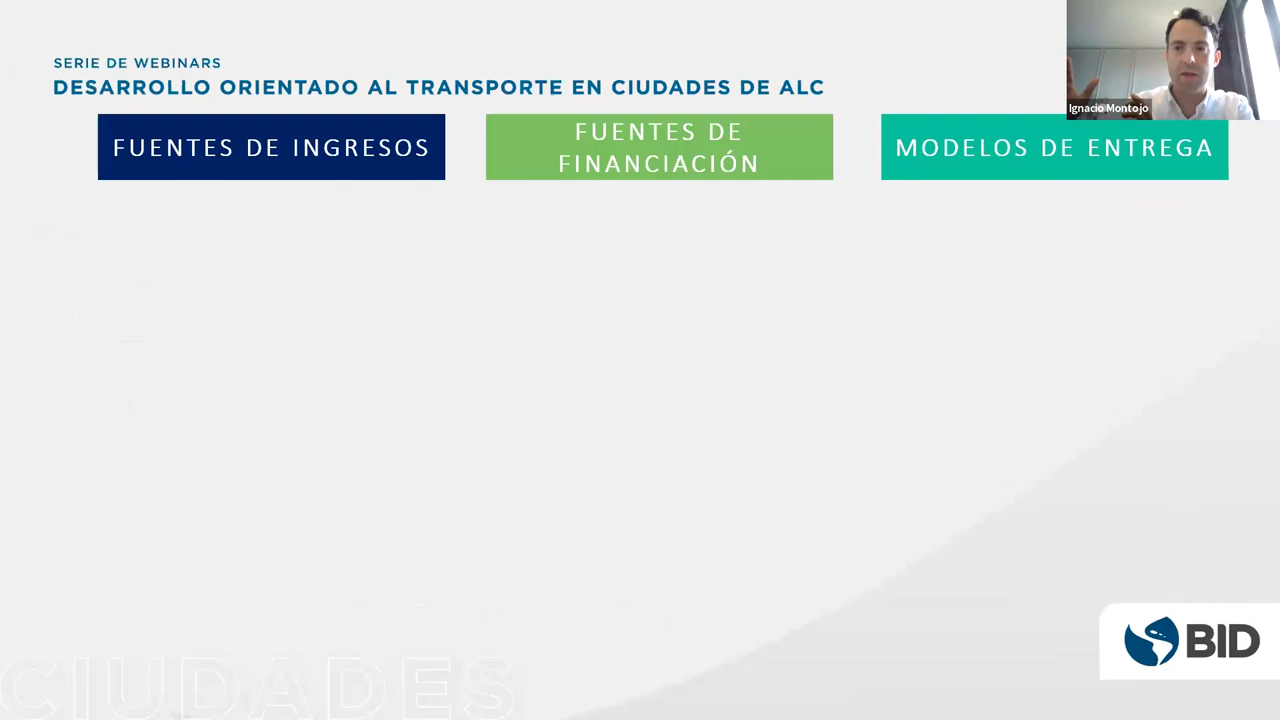 SERIE DE WEBINARS
DESARROLLO ORIENTADO AL TRANSPORTE EN CIUDADES DE ALC
Ignacio Montojo
FUENTES DE INGRESOS
FUENTES DE
FINANCIACIÓN
MODELOS DE ENTREGA
BID
CIUDADES